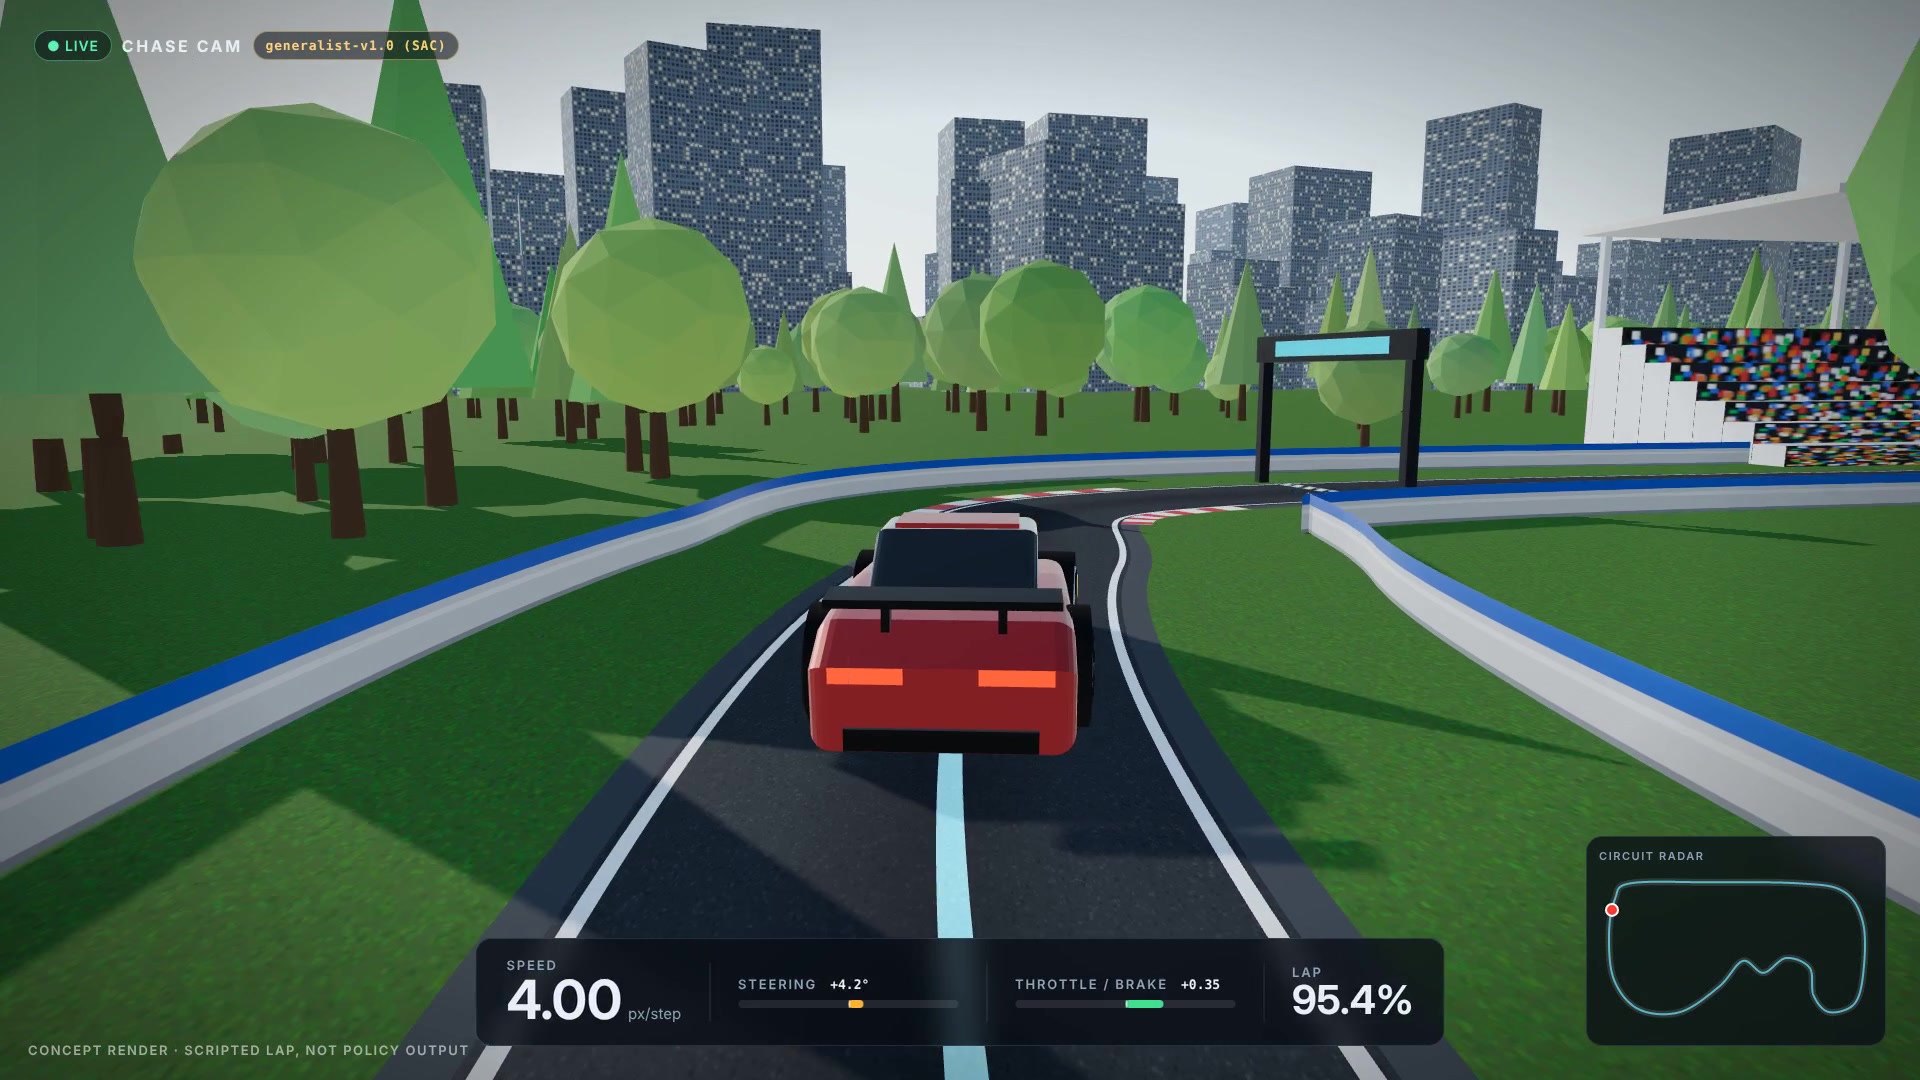 LIVE CHASE CAM generalist-v1.0 (SAC)
CIRCUIT RADAR
SPEED
4.00 px/step
STEERING +4.2°
THROTTLE / BRAKE +0.35
LAP
95.4%
CONCEPT RENDER · SCRIPTED LAP, NOT POLICY OUTPUT